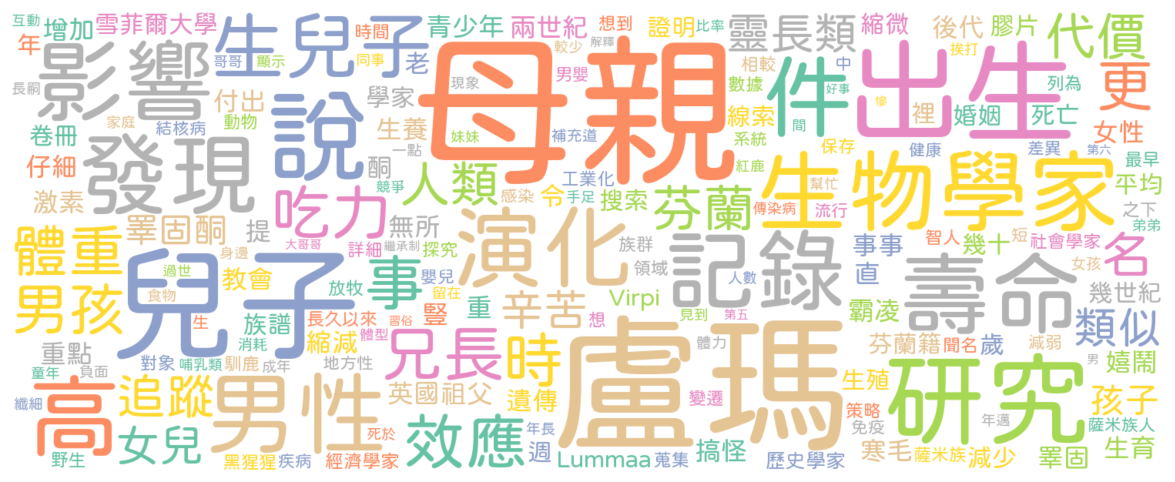 互動 增加 雪菲爾大學 生兒子 時間 青少年 兩世紀 想到 證明 比率 靈長類 縮微 後代 膠片 代價
年 影響 哥哥 顯示 同事 老 母親 較少 解釋 男嬰 相較 數據 件 中 好事 出生 挨打 列為 更
長嗣 付出 動物 說 學家 現象 線索 系統 裡 婚姻 死亡 女性
卷冊 家庭 結核病 生養 一點 妹妹 補充道 間 保存 慘 健康 差異 第六 最早
仔細 發現 酮 競爭 人類 感染 工業化 手足 令 搜索 芬蘭 紅鹿 幫忙 傳染病 流行 生物學家 之下 平均
激素 睪固酮 提 吃力 無所 演化 族群 記錄 事事 智人 幾十 短 社會學家 弟弟
體重 身邊 大哥哥 繼承制 詳細 探究 領域 直 壽命 女孩 名
男孩 食物 過世 教會 兒子 放牧 嬰兒 留在 事 重 辛苦 Virpi 人數 見到 第五 霸凌 幾世紀
族譜 長久以來 習俗 豎 想 體型 類似
重點 縮減 消耗 兄長 時 盧瑪 體力 芬蘭籍 聞名 歲 減弱
童年 負面 對象 哺乳類 馴鹿 成年 地方性 英國 祖父 遺傳 變遷 生殖 研究 男 嬉鬧
纖細 高 追蹤 男性 效應 年長 週 搞怪 策略 免疫 年邁 孩子 薩米族人
野生 女兒 黑猩猩 疾病 死於 經濟學家 Lummaa 蒐集 歷史學家 寒毛 薩米族 減少 睪固 生育
生